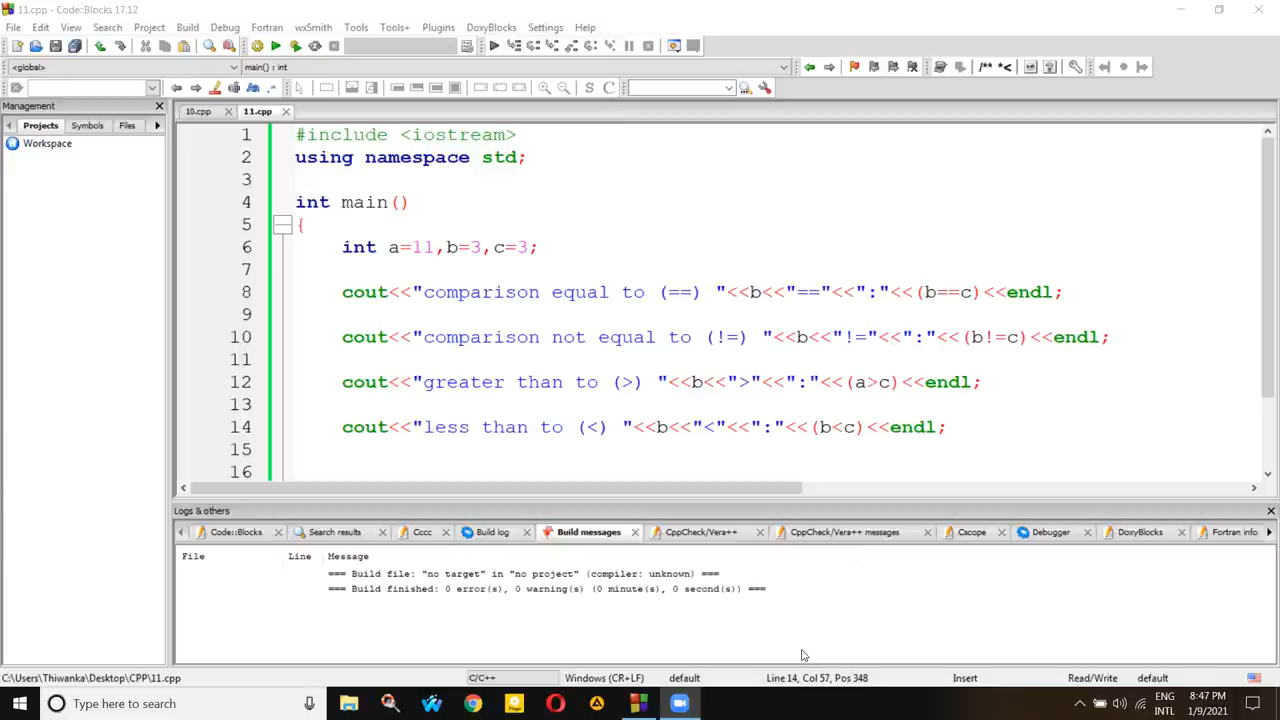 11.cpp - Code::Blocks 17.12
File Edit View Search Project Build Debug Fortran wxSmith Tools Tools+ Plugins DoxyBlocks Settings Help
<global> main() : int
Management
10.cpp 11.cpp
Projects Symbols Files
Workspace
1 #include <iostream>
2 using namespace std;
3
4 int main()
5 {
6 int a=11,b=3,c=3;
7
8 cout<<"comparison equal to (==) "<<b<<"=="<<":"<<(b==c)<<endl;
9
10 cout<<"comparison not equal to (!=) "<<b<<"!="<<":"<<(b!=c)<<endl;
11
12 cout<<"greater than to (>) "<<b<<">"<<":"<<(a>c)<<endl;
13
14 cout<<"less than to (<) "<<b<<"<"<<":"<<(b<c)<<endl;
15
16
Logs & others
Code::Blocks Search results Cccc Build log Build messages CppCheck/Vera++ CppCheck/Vera++ messages Cscope Debugger DoxyBlocks Fortran info
File Line Message
=== Build file: "no target" in "no project" (compiler: unknown) ===
=== Build finished: 0 error(s), 0 warning(s) (0 minute(s), 0 second(s)) ===
C:\Users\Thiwanka\Desktop\CPP\11.cpp C/C++ Windows (CR+LF) default Line 14, Col 57, Pos 348 Insert Read/Write default
Type here to search
ENG
INTL
8:47 PM
1/9/2021